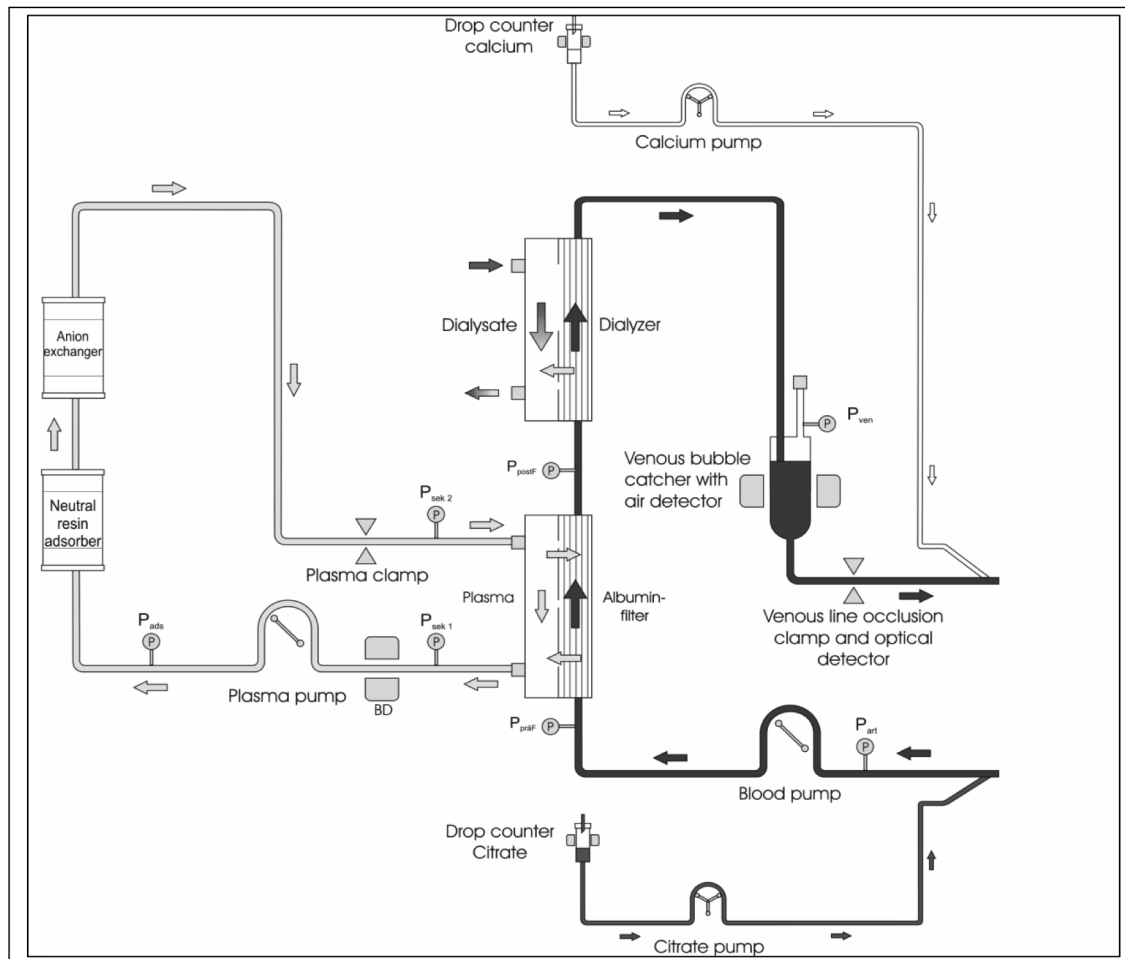 Drop counter
calcium
Calcium pump
Anion
exchanger
Dialysate
Dialyzer
P ven
P postF
Venous bubble
catcher with
air detector
Neutral
resin
adsorber
P sek 2
Plasma clamp
Plasma
Albumin-
filter
Venous line occlusion
clamp and optical
detector
P ads
P sek 1
Plasma pump
BD
P präF
P art
Blood pump
Drop counter
Citrate
Citrate pump
P
P
P
P
P
P
P